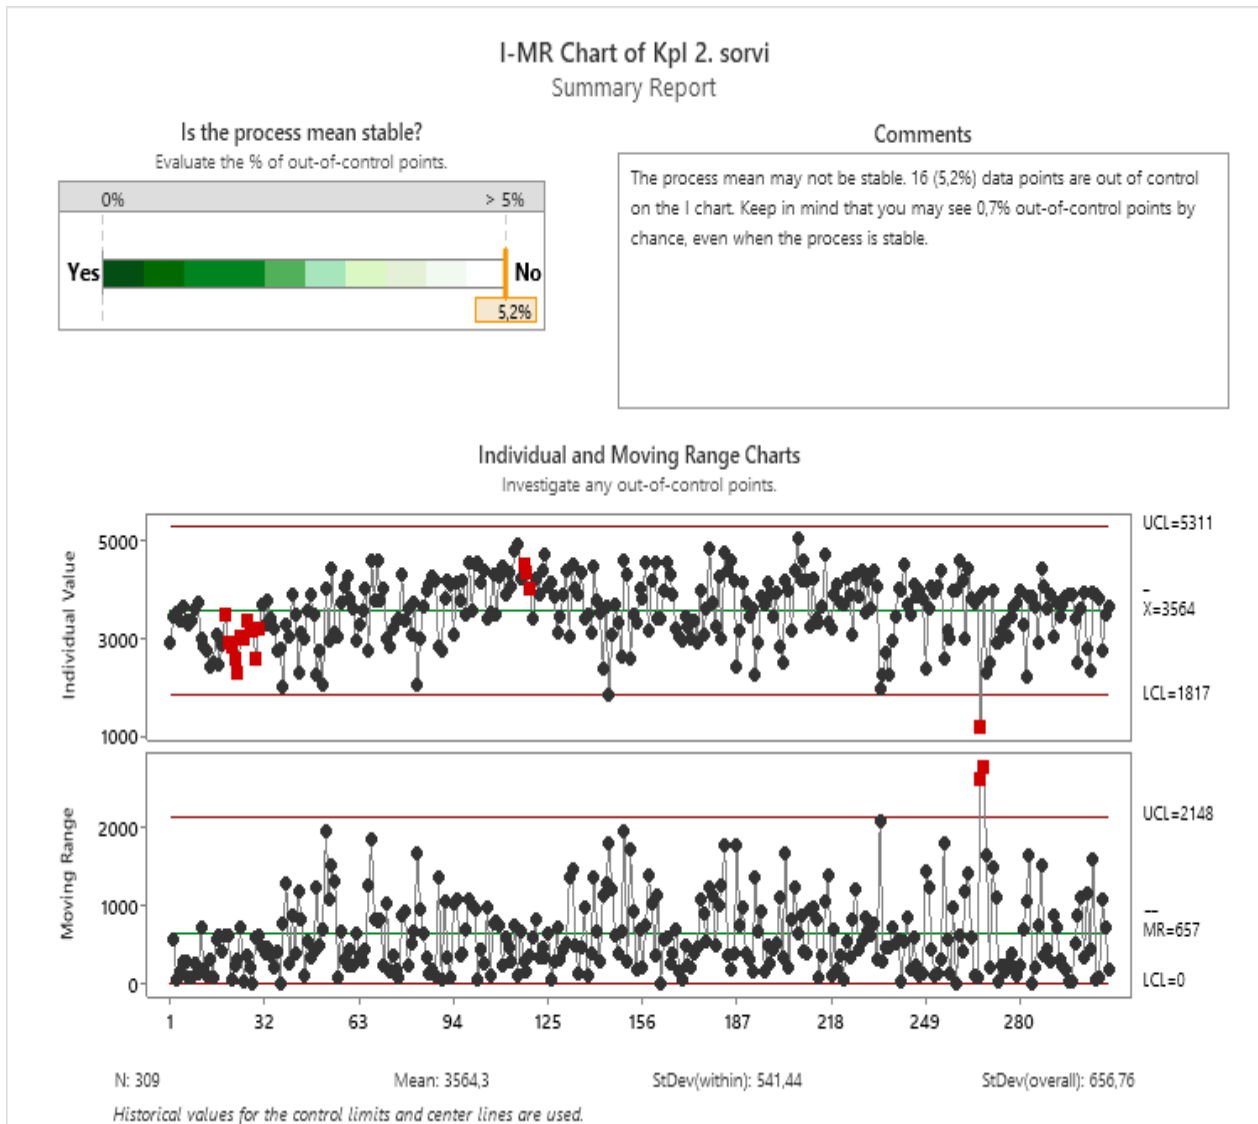 I-MR Chart of Kpl 2. sorvi
Summary Report
Is the process mean stable?
Evaluate the % of out-of-control points.
0% > 5%
Yes No
5,2%
Comments
The process mean may not be stable. 16 (5,2%) data points are out of control
on the I chart. Keep in mind that you may see 0,7% out-of-control points by
chance, even when the process is stable.
Individual and Moving Range Charts
Investigate any out-of-control points.
Individual Value
5000
3000
1000
UCL=5311
X̄=3564
LCL=1817
Moving Range
2000
1000
0
UCL=2148
M̅R̅=657
LCL=0
1 32 63 94 125 156 187 218 249 280
N: 309 Mean: 3564,3 StDev(within): 541,44 StDev(overall): 656,76
Historical values for the control limits and center lines are used.